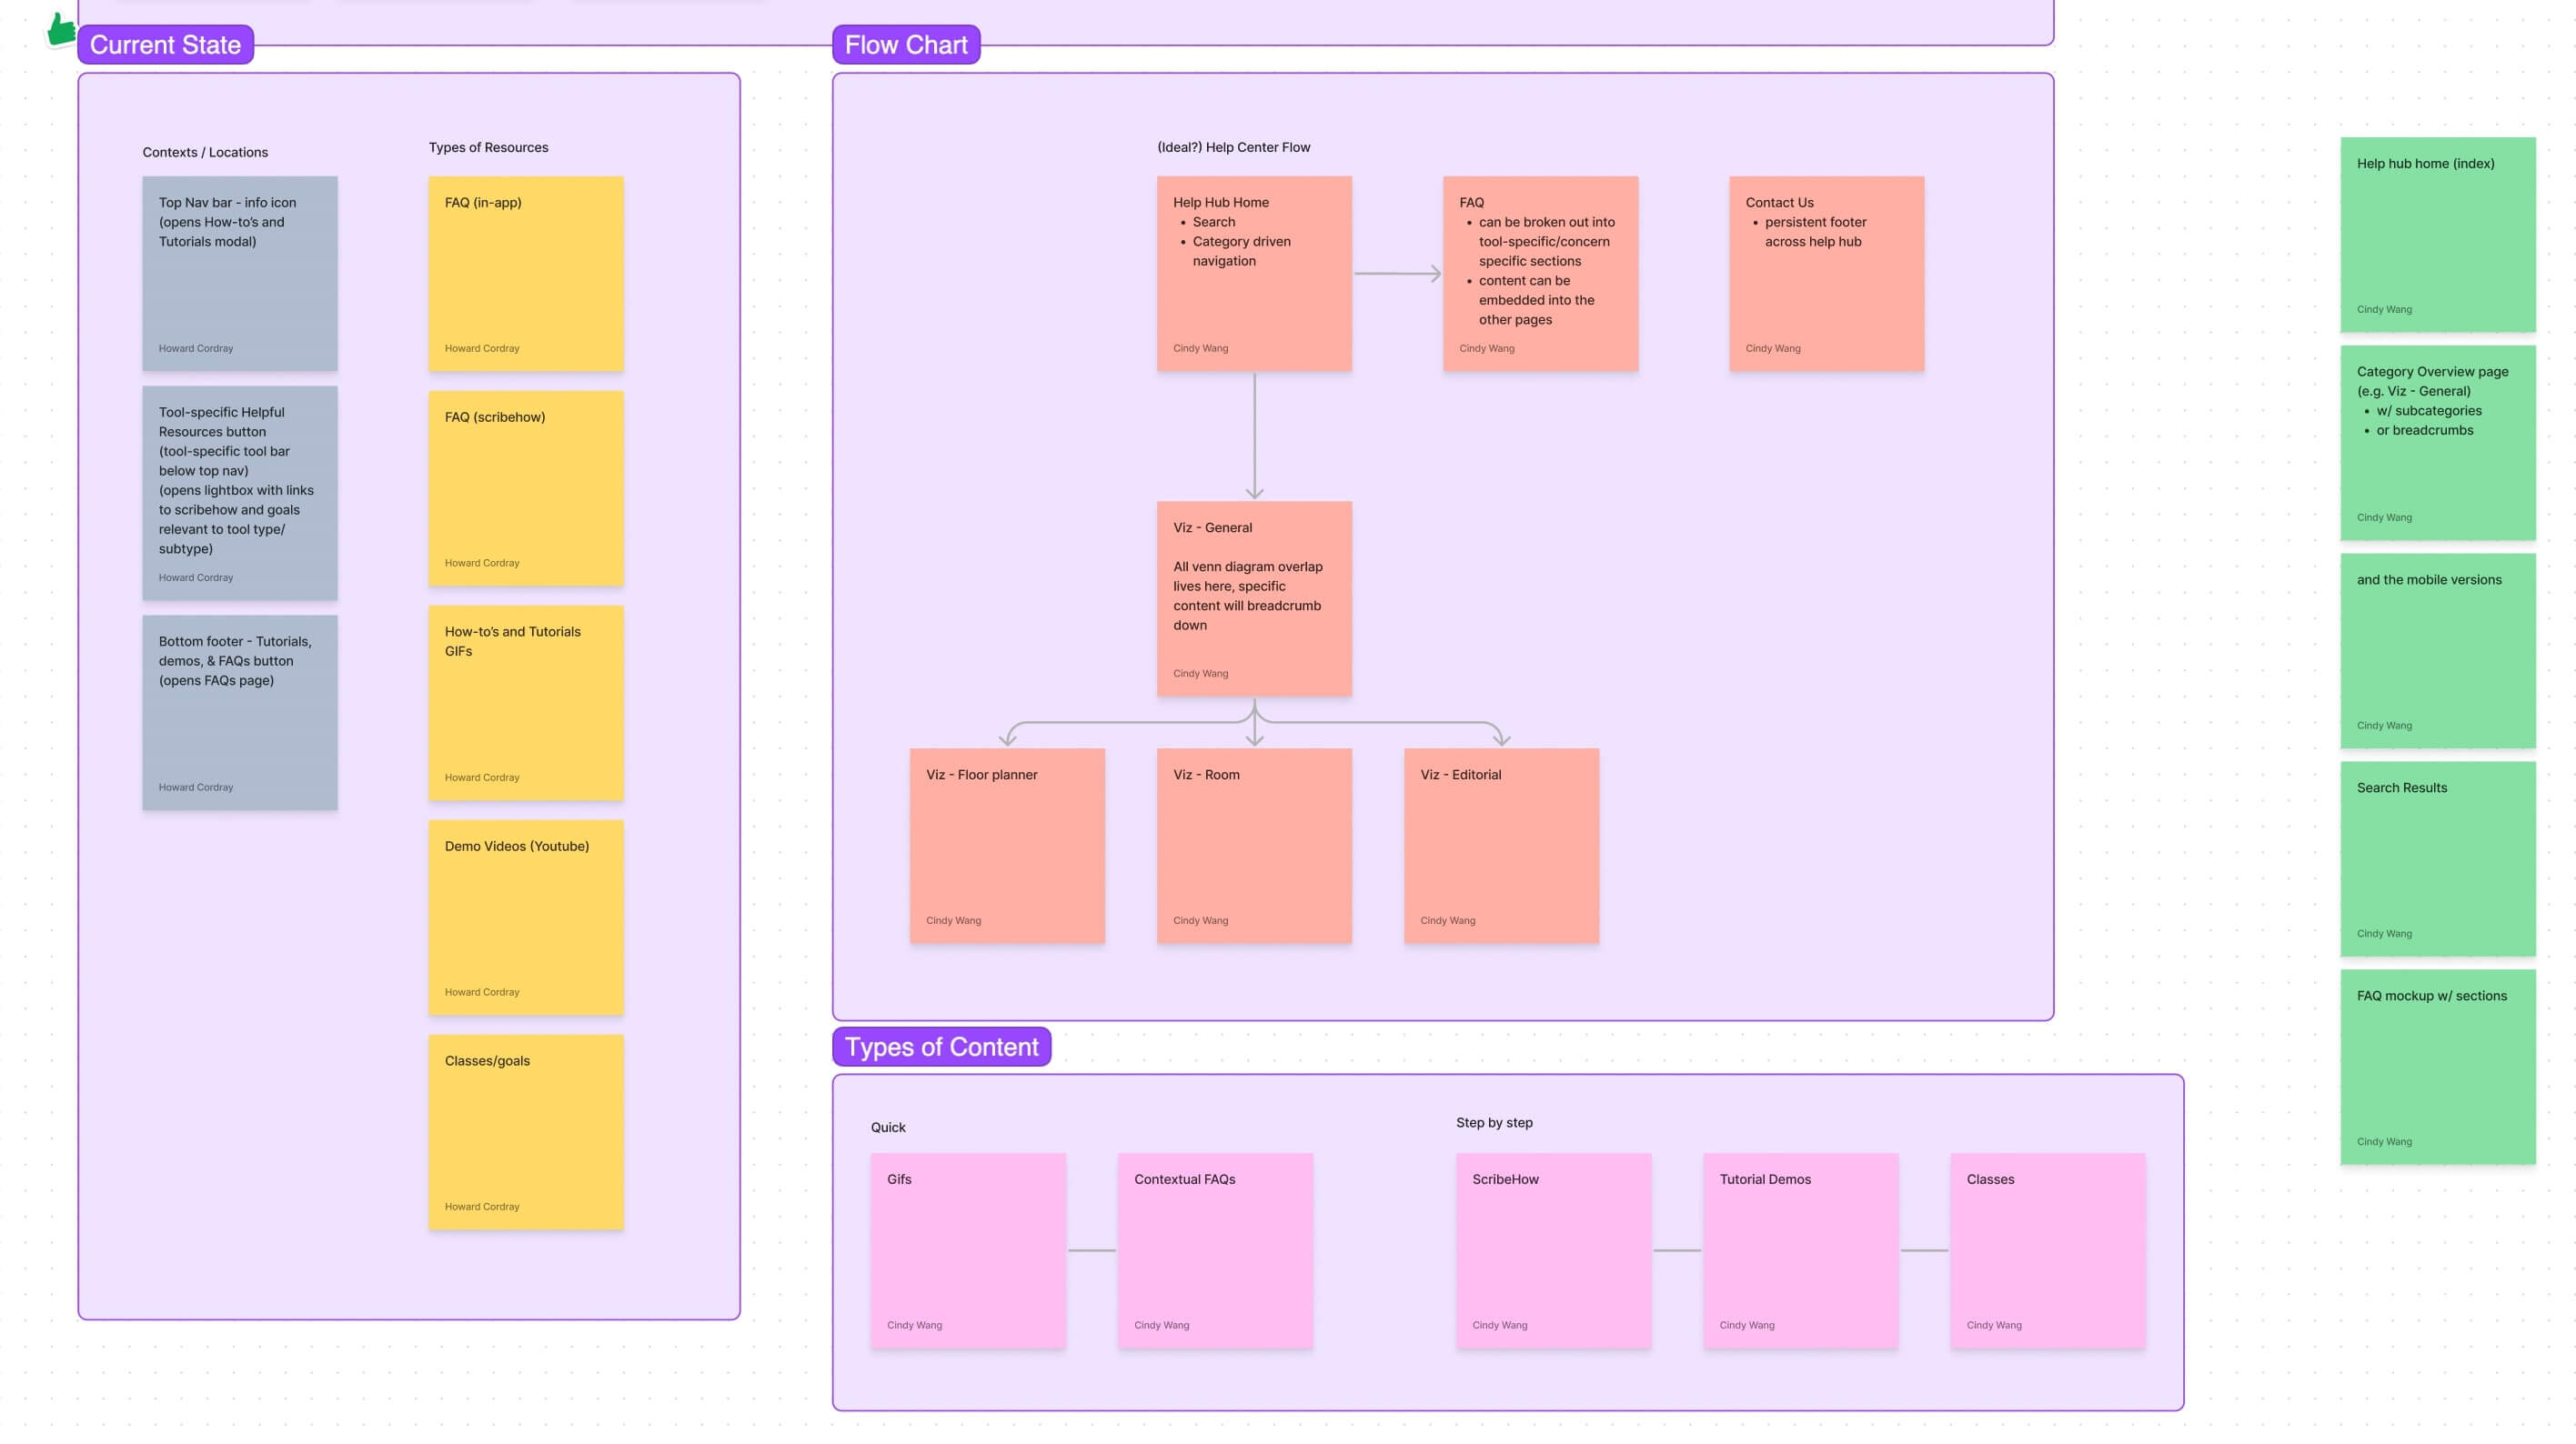 Current State
Contexts / Locations
Top Nav bar - info icon
(opens How-to’s and
Tutorials modal)
Howard Cordray
Tool-specific Helpful
Resources button
(tool-specific tool bar
below top nav)
(opens lightbox with links
to scribehow and goals
relevant to tool type/
subtype)
Howard Cordray
Bottom footer - Tutorials,
demos, & FAQs button
(opens FAQs page)
Howard Cordray
Types of Resources
FAQ (in-app)
Howard Cordray
FAQ (scribehow)
Howard Cordray
How-to’s and Tutorials
GIFs
Howard Cordray
Demo Videos (Youtube)
Howard Cordray
Classes/goals
Howard Cordray
Flow Chart
(Ideal?) Help Center Flow
Help Hub Home
• Search
• Category driven
navigation
Cindy Wang
FAQ
• can be broken out into
tool-specific/concern
specific sections
• content can be
embedded into the
other pages
Cindy Wang
Contact Us
• persistent footer
across help hub
Cindy Wang
Viz - General
All venn diagram overlap
lives here, specific
content will breadcrumb
down
Cindy Wang
Viz - Floor planner
Cindy Wang
Viz - Room
Cindy Wang
Viz - Editorial
Cindy Wang
Types of Content
Quick
Gifs
Cindy Wang
Contextual FAQs
Cindy Wang
Step by step
ScribeHow
Cindy Wang
Tutorial Demos
Cindy Wang
Classes
Cindy Wang
Help hub home (index)
Cindy Wang
Category Overview page
(e.g. Viz - General)
• w/ subcategories
• or breadcrumbs
Cindy Wang
and the mobile versions
Cindy Wang
Search Results
Cindy Wang
FAQ mockup w/ sections
Cindy Wang